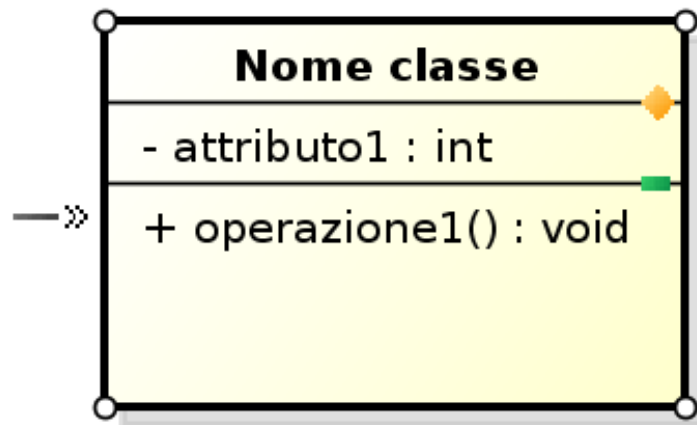 Nome classe
- attributo1 : int
+ operazione1() : void